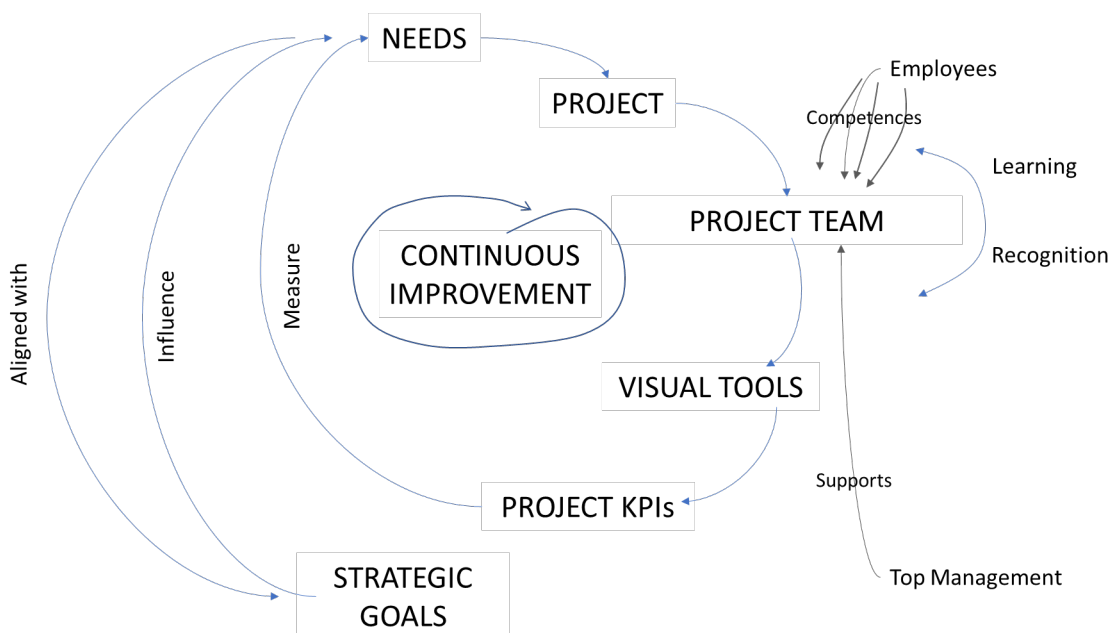 NEEDS
Employees
PROJECT
Competences
Learning
PROJECT TEAM
CONTINUOUS
IMPROVEMENT
Recognition
Aligned with
Influence
Measure
VISUAL TOOLS
Supports
PROJECT KPIs
STRATEGIC
GOALS
Top Management